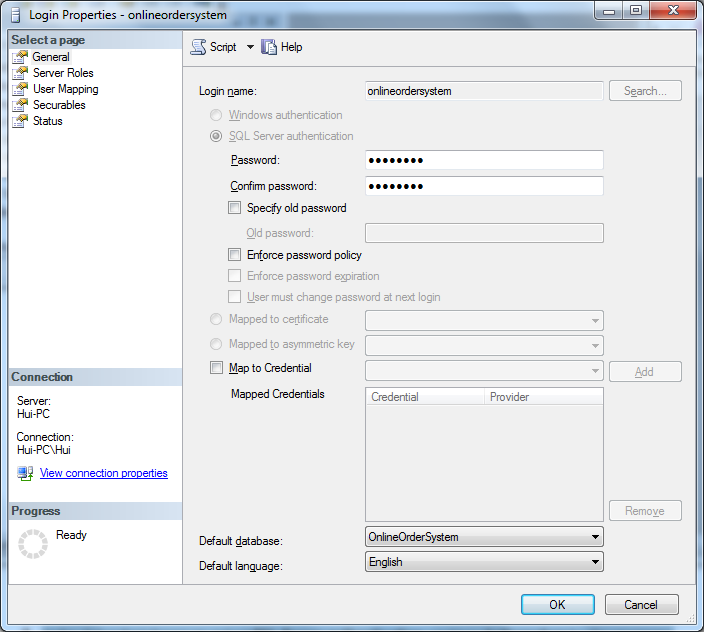 Login Properties - onlineordersystem
Select a page
General
Server Roles
User Mapping
Securables
Status
Script
Help
Login name:
onlineordersystem
Search...
Windows authentication
SQL Server authentication
Password:
●●●●●●●●
Confirm password:
●●●●●●●●
Specify old password
Old password:
Enforce password policy
Enforce password expiration
User must change password at next login
Mapped to certificate
Mapped to asymmetric key
Map to Credential
Add
Mapped Credentials
Credential
Provider
Remove
Default database:
OnlineOrderSystem
Default language:
English
Connection
Server:
Hui-PC
Connection:
Hui-PC\Hui
View connection properties
Progress
Ready
OK
Cancel